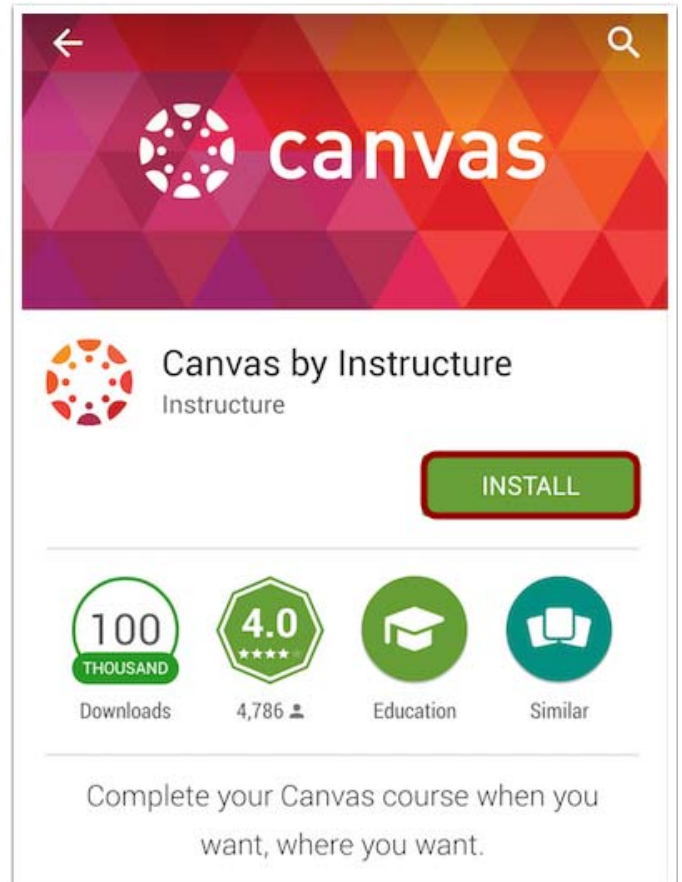 canvas
Canvas by Instructure
Instructure
INSTALL
100
THOUSAND
Downloads
4.0
4,786
Education
Similar
Complete your Canvas course when you
want, where you want.